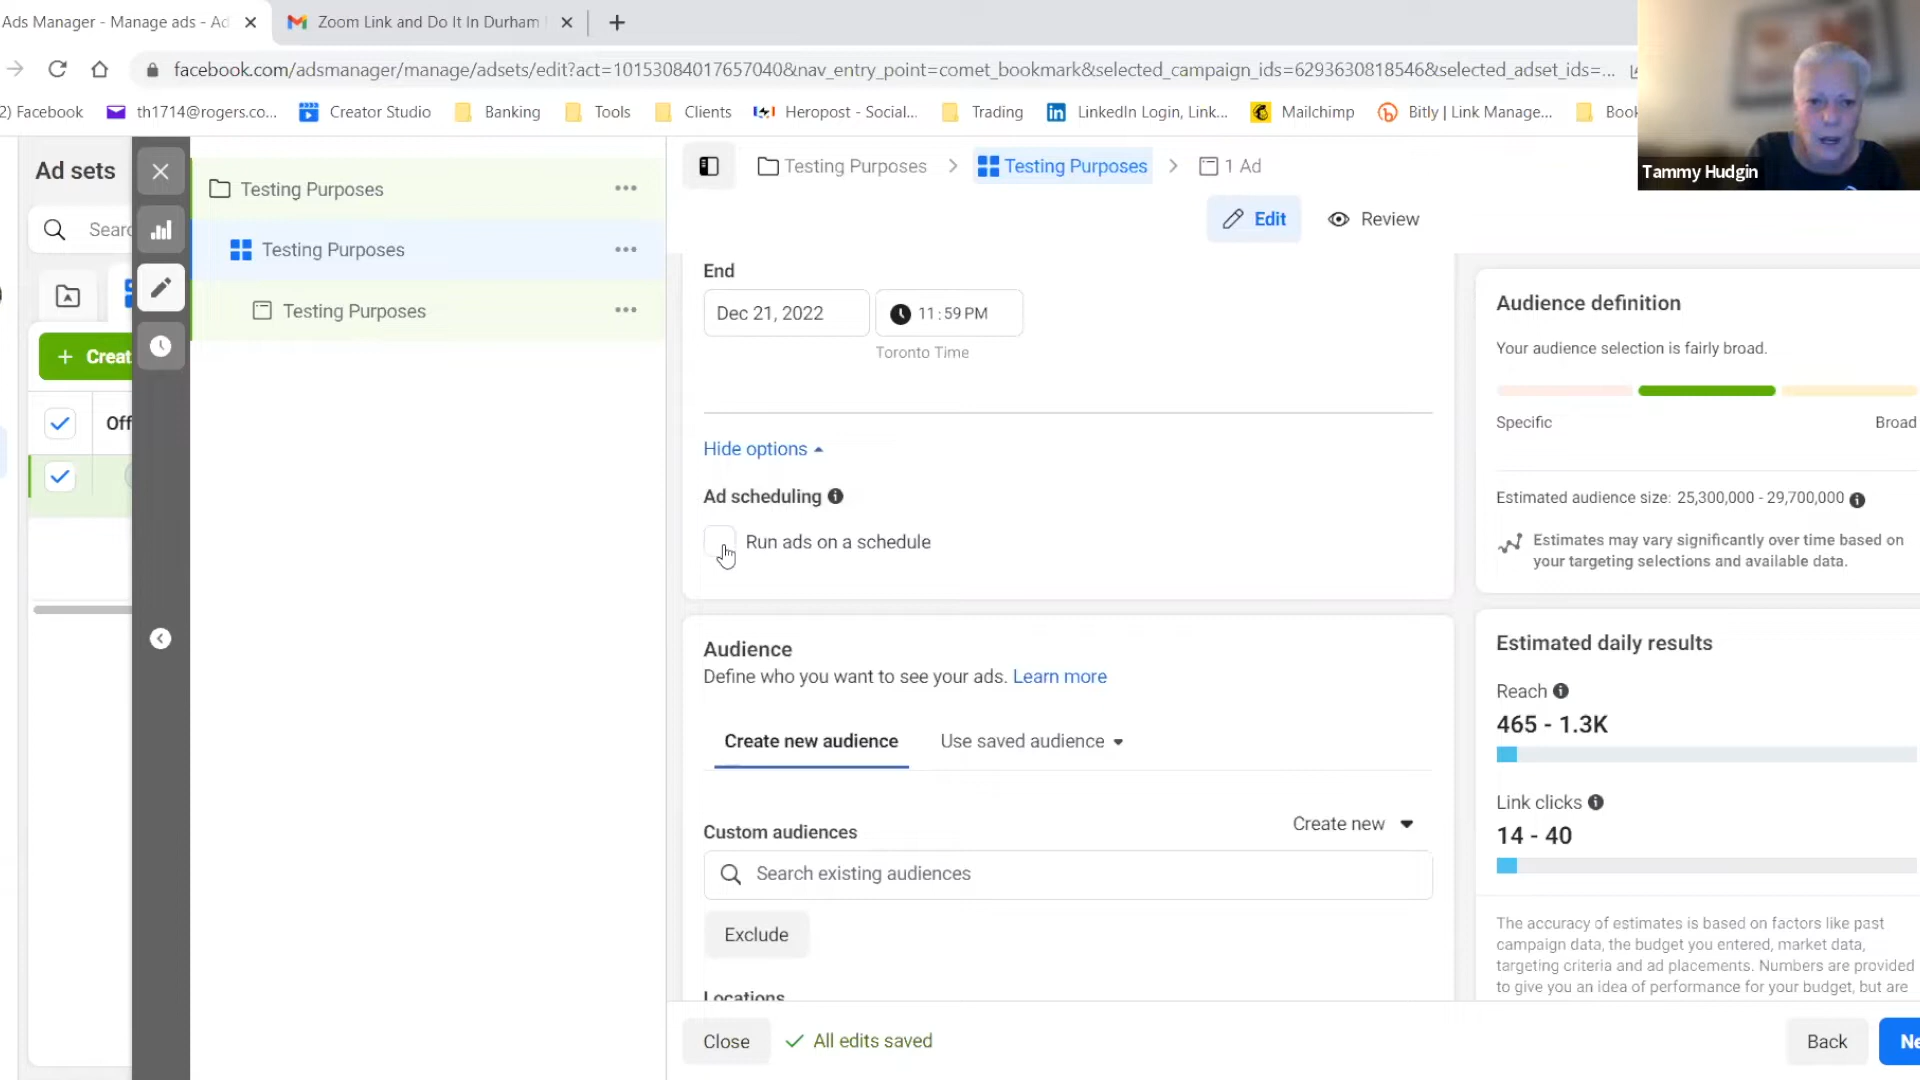 Ads Manager - Manage ads - Ad
Zoom Link and Do It In Durham
facebook.com/adsmanager/manage/adsets/edit?act=10153084017657040&nav_entry_point=comet_bookmark&selected_campaign_ids=6293630818546&selected_adset_ids=...
2) Facebook
th1714@rogers.co...
Creator Studio
Banking
Tools
Clients
Heropost - Social...
Trading
LinkedIn Login, Link...
Mailchimp
Bitly | Link Manage...
Book
Tammy Hudgin
Ad sets
Searc
+ Creat
Off
Testing Purposes
Testing Purposes
Testing Purposes
Testing Purposes > Testing Purposes > 1 Ad
Edit
Review
End
Dec 21, 2022
11:59 PM
Toronto Time
Hide options
Ad scheduling
Run ads on a schedule
Audience
Define who you want to see your ads. Learn more
Create new audience
Use saved audience
Custom audiences
Create new
Search existing audiences
Exclude
Locations
Close
All edits saved
Back
Ne
Audience definition
Your audience selection is fairly broad.
Specific
Broad
Estimated audience size: 25,300,000 - 29,700,000
Estimates may vary significantly over time based on
your targeting selections and available data.
Estimated daily results
Reach
465 - 1.3K
Link clicks
14 - 40
The accuracy of estimates is based on factors like past
campaign data, the budget you entered, market data,
targeting criteria and ad placements. Numbers are provided
to give you an idea of performance for your budget, but are